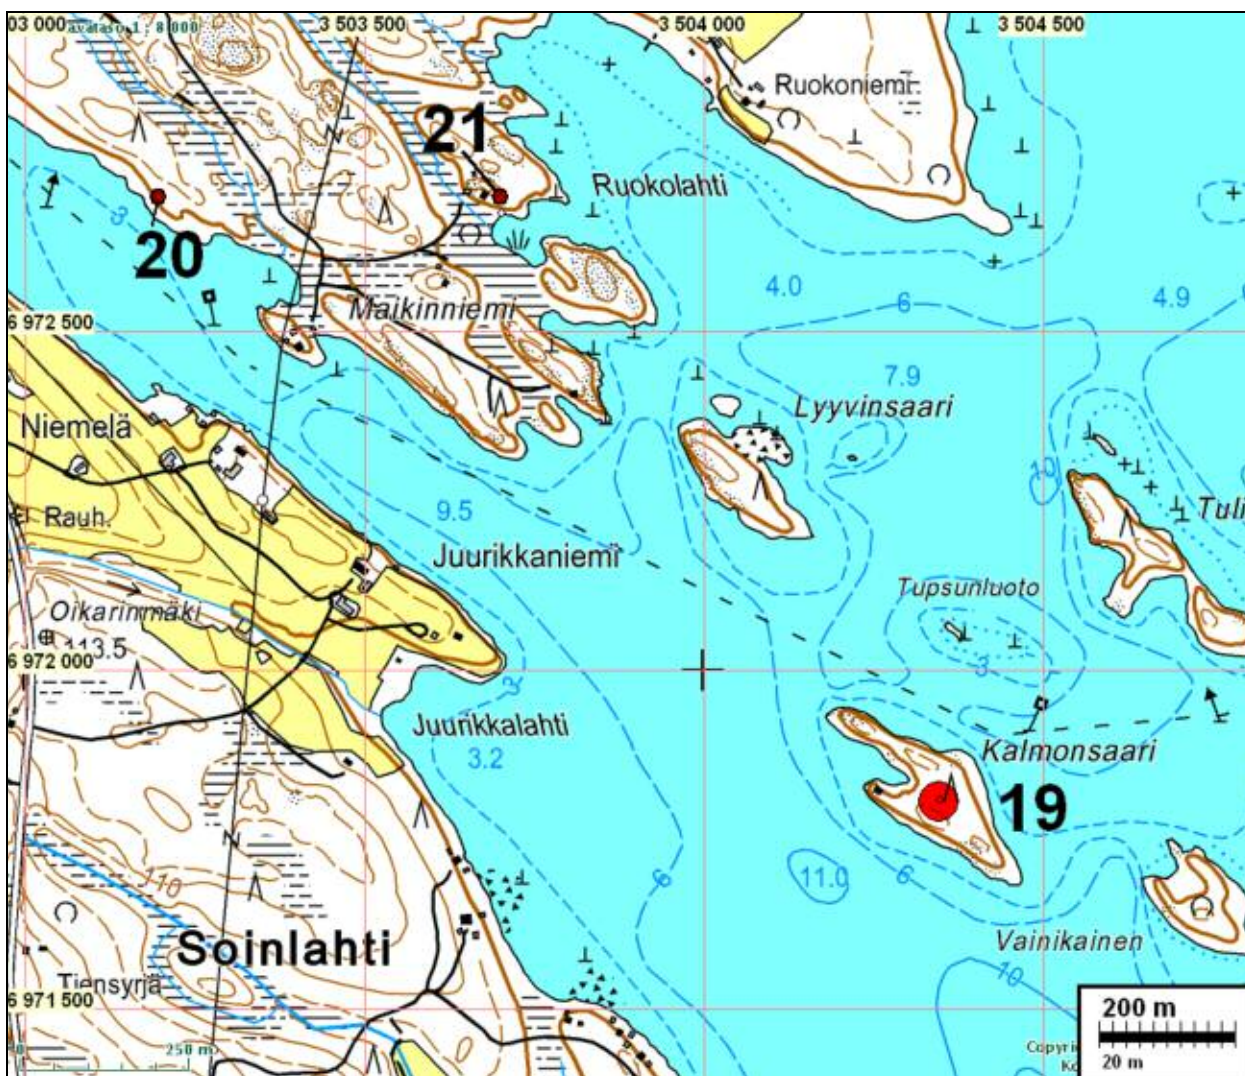 03 000
avataso 1 : 8 000
3 503 500
3 504 000
3 504 500
Ruokoniemi
21
Ruokolahti
3
20
4.0
6
4.9
Maikinniemi
6 972 500
7.9
Lyyvinsaari
Niemelä
10
9.5
Rauh.
Juurikkaniemi
Tuli
Tupsunluoto
Oikarinmäki
113.5
6 972 000
3
3
Juurikkalahti
3.2
Kalmonsaari
19
110
6
11.0
6
Soinlahti
Vainikainen
10
Tiensyrjä
6 971 500
200 m
20 m
0
250 m
Copyri